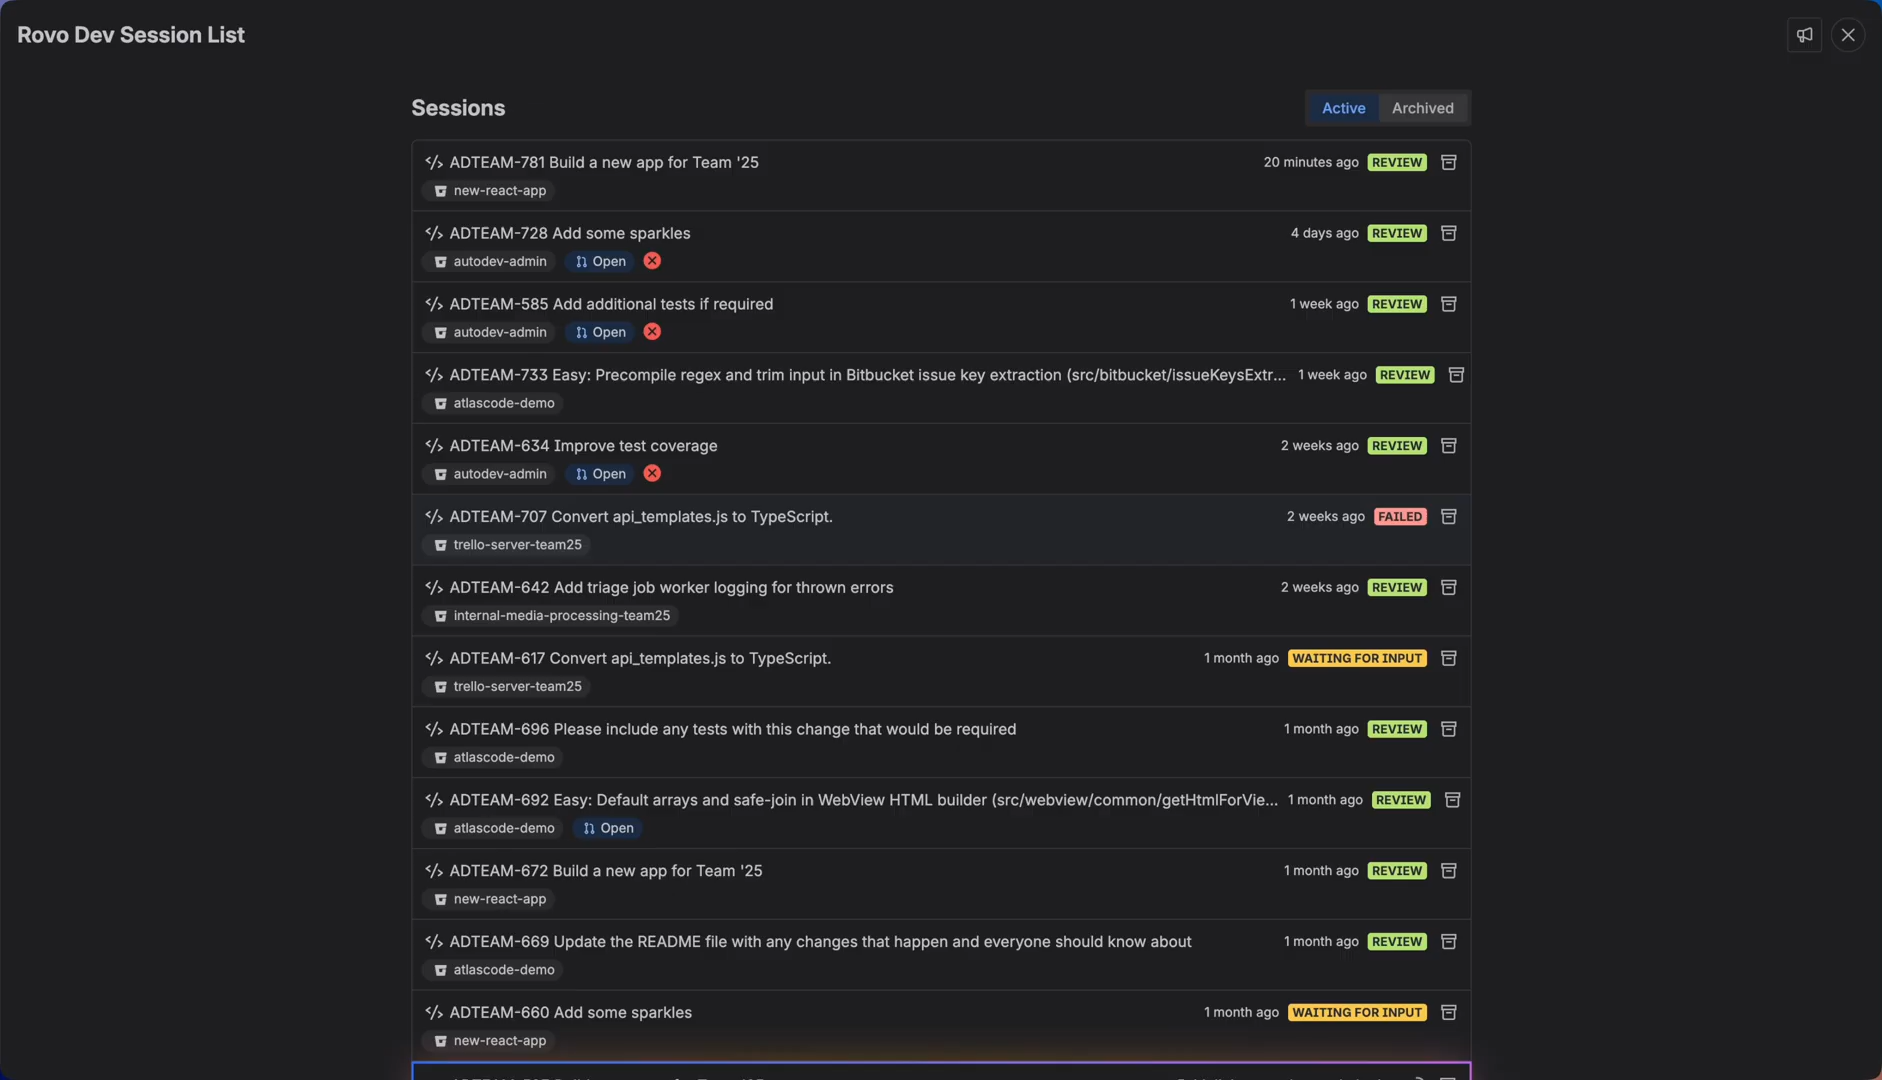 Rovo Dev Session List
Sessions
Active
Archived
ADTEAM-781 Build a new app for Team '25
20 minutes ago
REVIEW
new-react-app
ADTEAM-728 Add some sparkles
4 days ago
REVIEW
autodev-admin
Open
ADTEAM-585 Add additional tests if required
1 week ago
REVIEW
autodev-admin
Open
ADTEAM-733 Easy: Precompile regex and trim input in Bitbucket issue key extraction (src/bitbucket/issueKeysExtr...
1 week ago
REVIEW
atlascode-demo
ADTEAM-634 Improve test coverage
2 weeks ago
REVIEW
autodev-admin
Open
ADTEAM-707 Convert api_templates.js to TypeScript.
2 weeks ago
FAILED
trello-server-team25
ADTEAM-642 Add triage job worker logging for thrown errors
2 weeks ago
REVIEW
internal-media-processing-team25
ADTEAM-617 Convert api_templates.js to TypeScript.
1 month ago
WAITING FOR INPUT
trello-server-team25
ADTEAM-696 Please include any tests with this change that would be required
1 month ago
REVIEW
atlascode-demo
ADTEAM-692 Easy: Default arrays and safe-join in WebView HTML builder (src/webview/common/getHtmlForVie...
1 month ago
REVIEW
atlascode-demo
Open
ADTEAM-672 Build a new app for Team '25
1 month ago
REVIEW
new-react-app
ADTEAM-669 Update the README file with any changes that happen and everyone should know about
1 month ago
REVIEW
atlascode-demo
ADTEAM-660 Add some sparkles
1 month ago
WAITING FOR INPUT
new-react-app